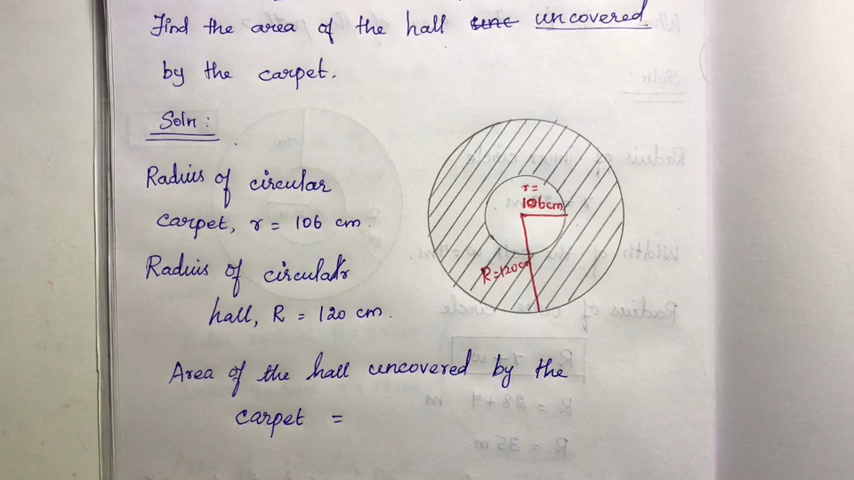 Find the area of the hall unc uncovered
by the carpet.
Soln :
Radius of circular
carpet, r = 106 cm.
Radius of circular
hall, R = 120 cm.
r =
106cm
R=120cm
Area of the hall uncovered by the
carpet =